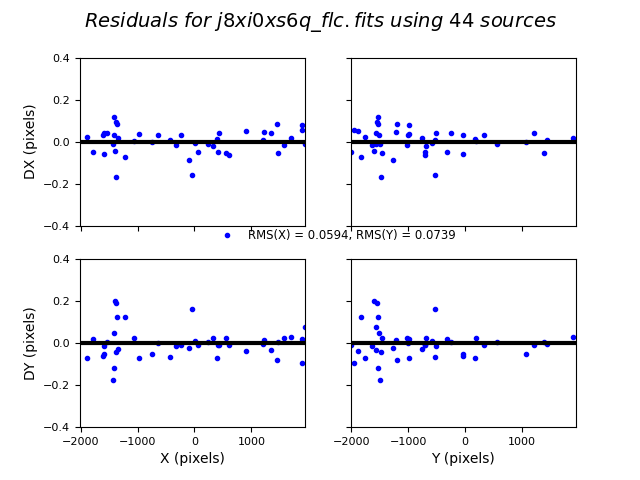 Residuals for j8xi0xs6q_flc.fits using 44 sources
0.4
0.2
0.0
−0.2
−0.4
DX (pixels)
RMS(X) = 0.0594, RMS(Y) = 0.0739
0.4
0.2
0.0
−0.2
−0.4
DY (pixels)
−2000 −1000 0 1000
−2000 −1000 0 1000
X (pixels)
Y (pixels)